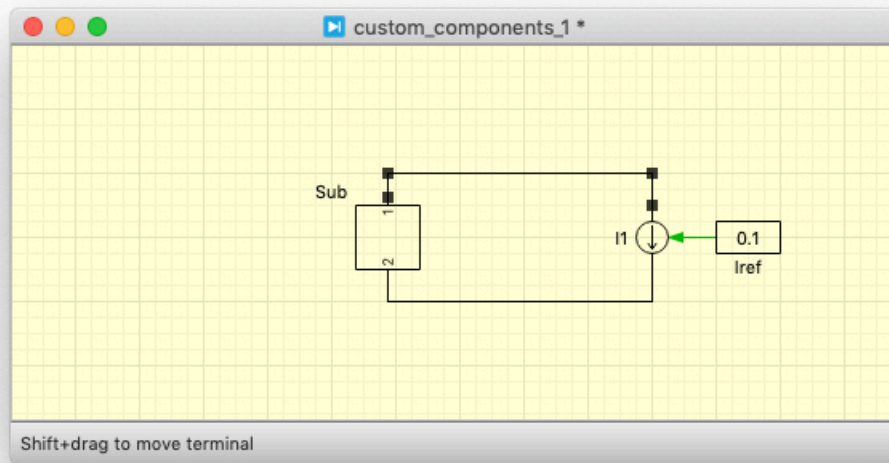 custom_components_1 *
Sub
1
2
I1
0.1
Iref
Shift+drag to move terminal